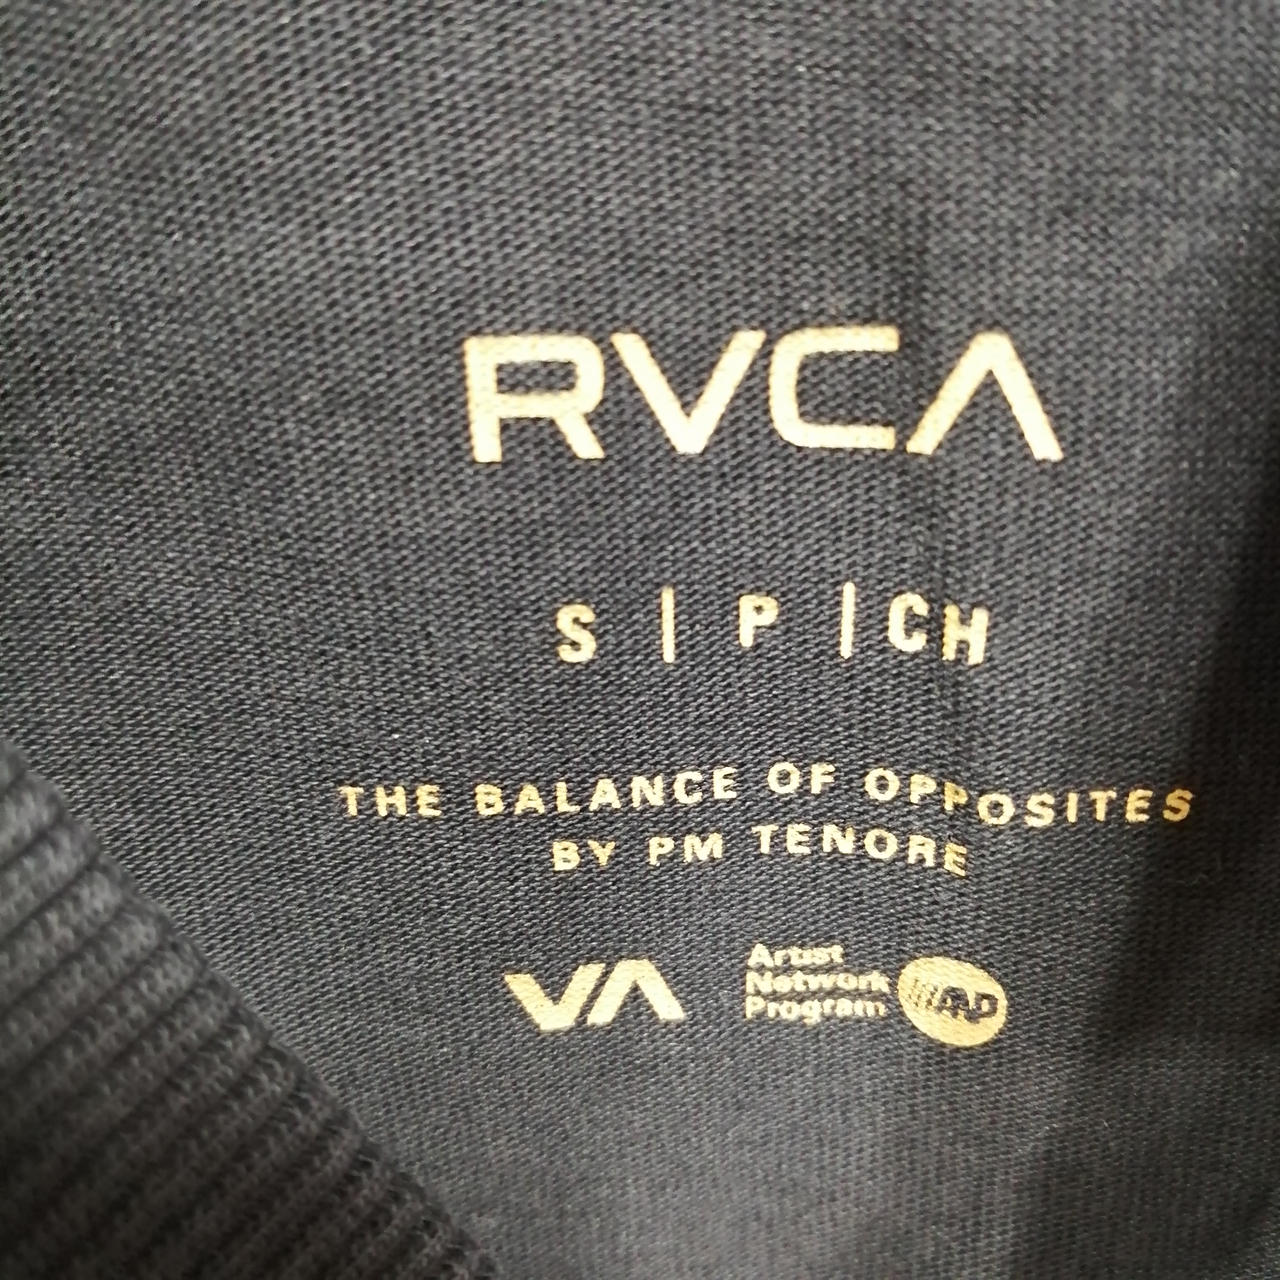 RVCA
S | P | CH
THE BALANCE OF OPPOSITES
BY PM TENORE
VA
Artist
Network
Program